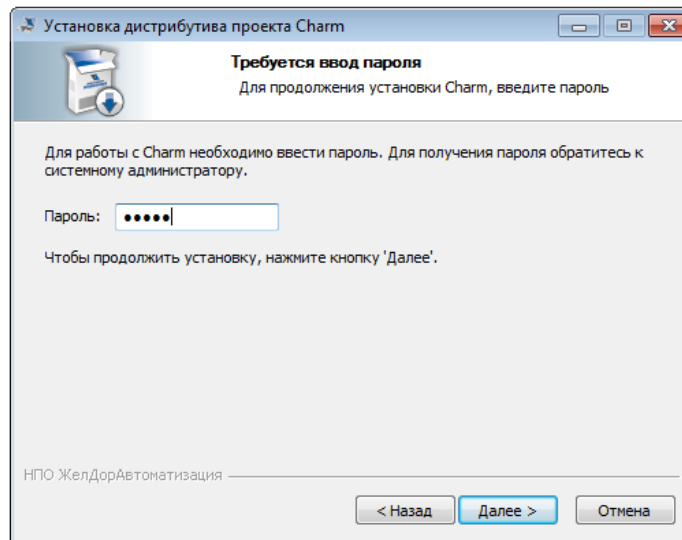 Установка дистрибутива проекта Charm
Требуется ввод пароля
Для продолжения установки Charm, введите пароль
Для работы с Charm необходимо ввести пароль. Для получения пароля обратитесь к
системному администратору.
Пароль: •••••
Чтобы продолжить установку, нажмите кнопку 'Далее'.
НПО ЖелДорАвтоматизация
< Назад Далее > Отмена